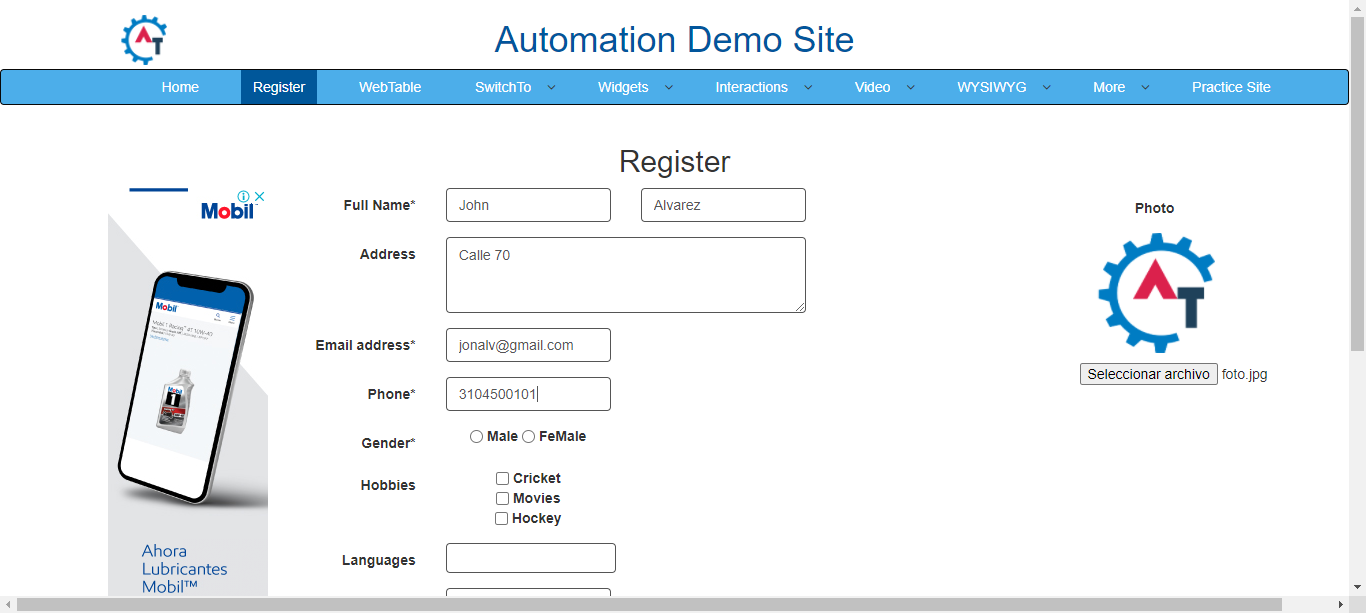 Automation Demo Site
Home Register WebTable SwitchTo Widgets Interactions Video WYSIWYG More Practice Site
Register
Mobil
Full Name* John Alvarez
Photo
Address Calle 70
Email address* jonalv@gmail.com
Seleccionar archivo foto.jpg
Phone* 3104500101
Gender* Male FeMale
Hobbies Cricket
Movies
Hockey
Languages
Mobil
Mobil
1
Ahora
Lubricantes
Mobil™